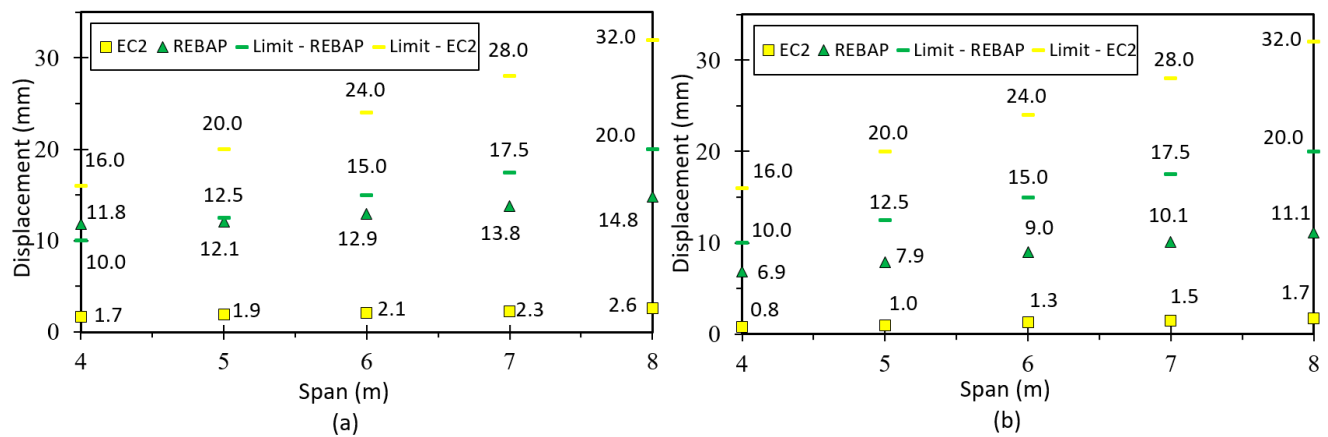 30
20
10
0
Displacement (mm)
EC2 REBAP Limit - REBAP Limit - EC2
16.0 20.0 24.0 28.0 32.0
10.0 12.5 15.0 17.5 20.0
11.8 12.1 12.9 13.8 14.8
1.7 1.9 2.1 2.3 2.6
4 5 6 7 8
Span (m)
(a)
30
20
10
0
Displacement (mm)
EC2 REBAP Limit - REBAP Limit - EC2
16.0 20.0 24.0 28.0 32.0
10.0 12.5 15.0 17.5 20.0
6.9 7.9 9.0 10.1 11.1
0.8 1.0 1.3 1.5 1.7
4 5 6 7 8
Span (m)
(b)